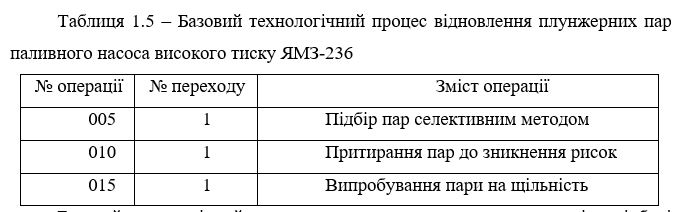 Таблиця 1.5 – Базовий технологічний процес відновлення плунжерних пар
паливного насоса високого тиску ЯМЗ-236
№ операції № переходу Зміст операції
005 1 Підбір пар селективним методом
010 1 Притирання пар до зникнення рисок
015 1 Випробування пари на щільність